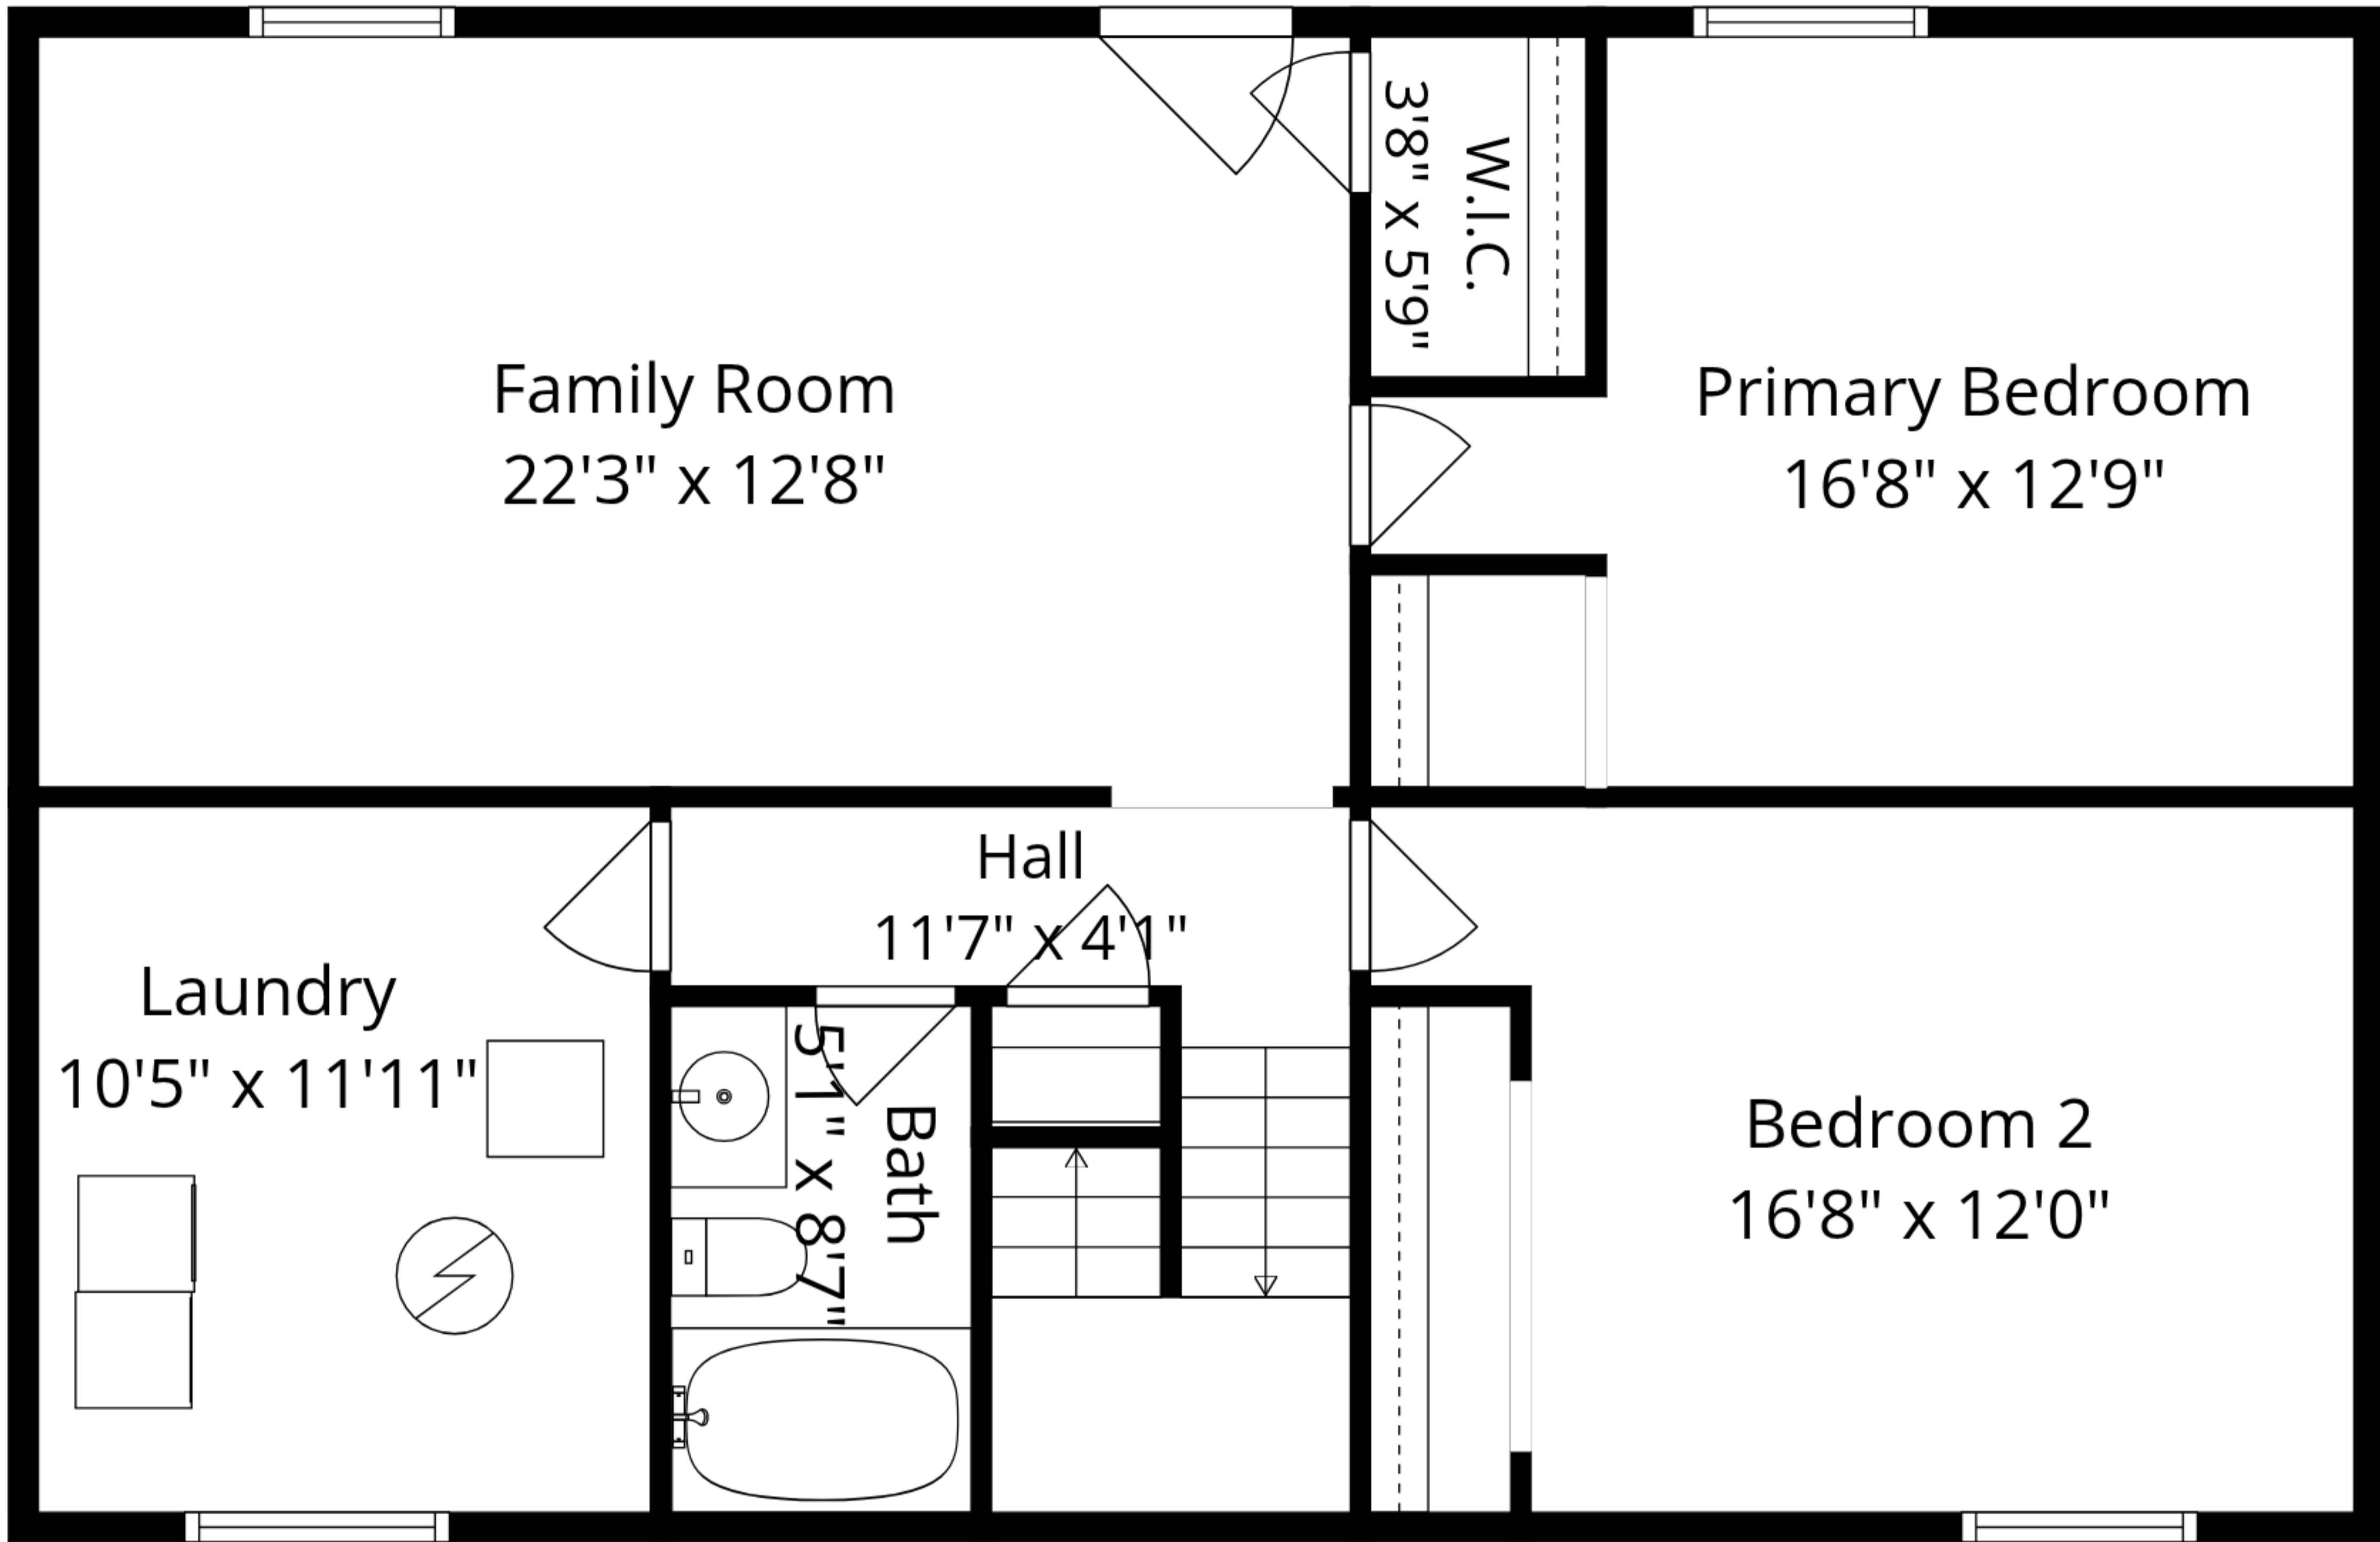 Family Room
22'3" x 12'8"
W.I.C.
3'8" x 5'9"
Primary Bedroom
16'8" x 12'9"
Hall
11'7" x 4'1"
Laundry
10'5" x 11'11"
Bath
5'1" x 8'7"
Bedroom 2
16'8" x 12'0"